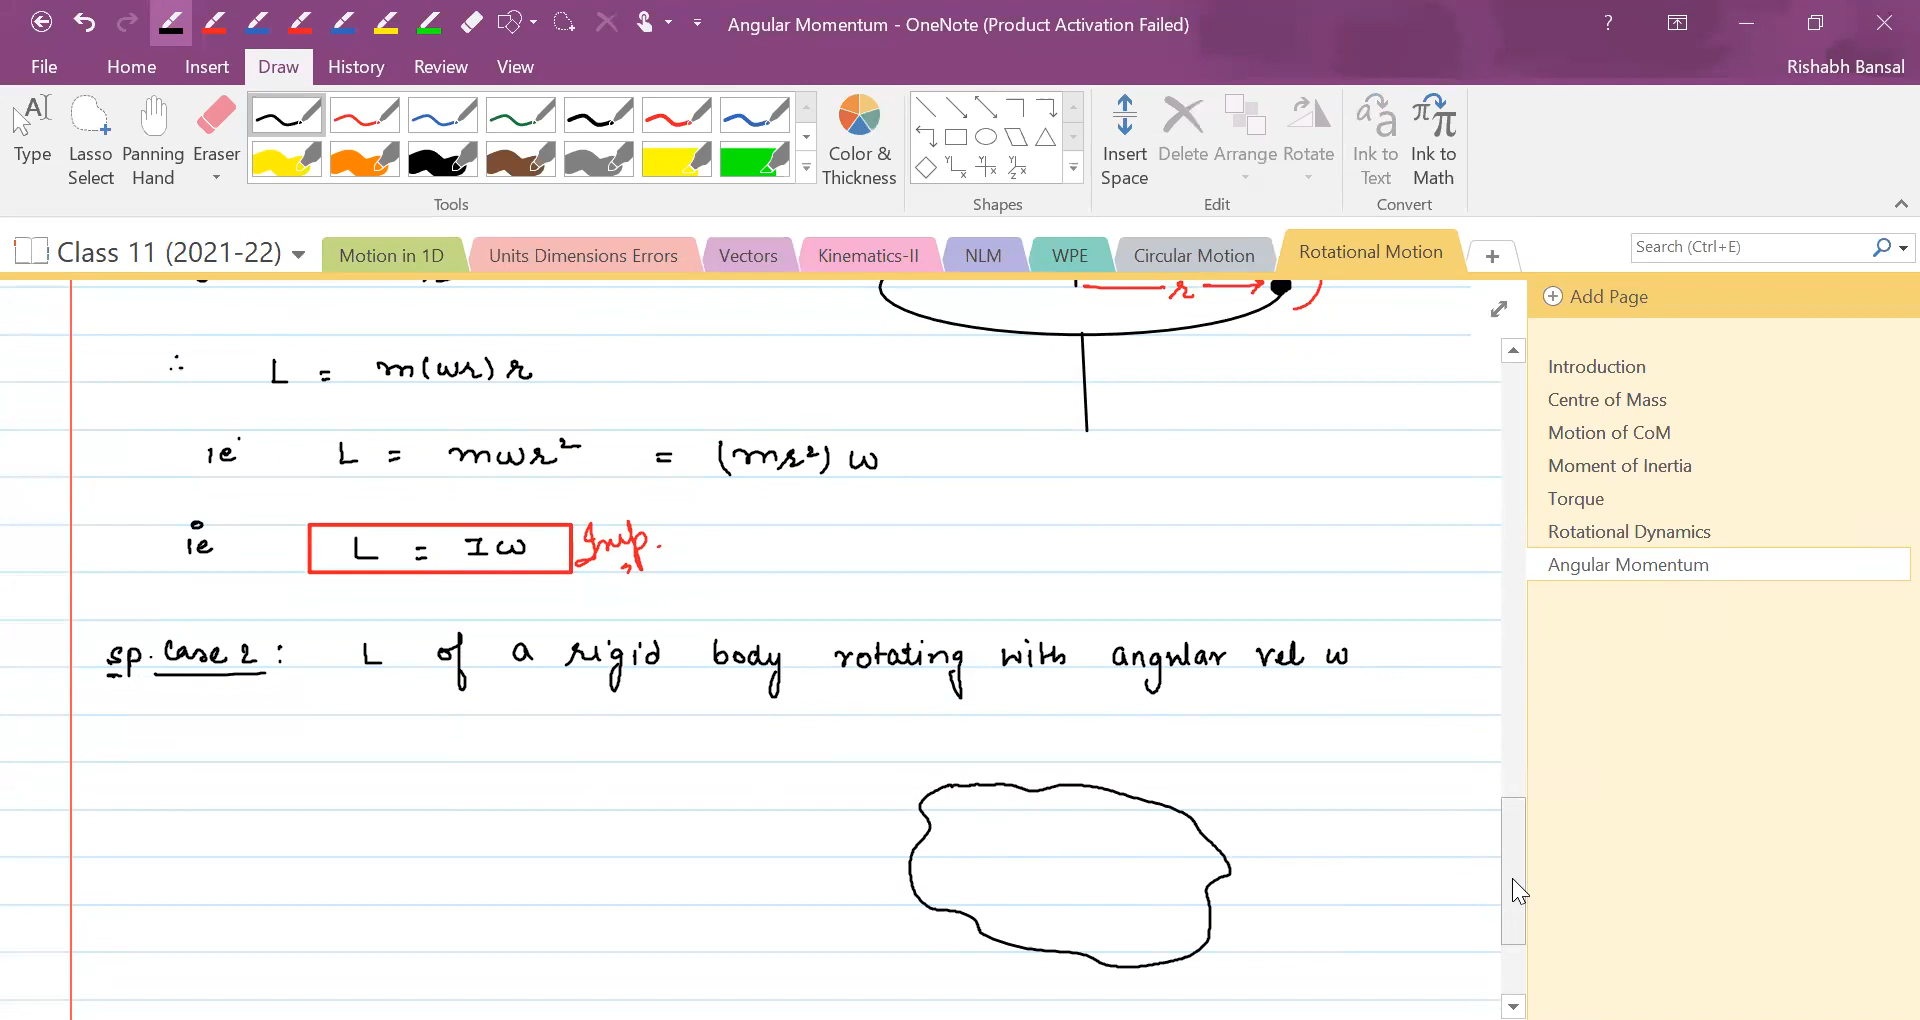 Angular Momentum - OneNote (Product Activation Failed)
?
File Home Insert Draw History Review View
Rishabh Bansal
Type
Lasso Select
Panning Hand
Eraser
Color & Thickness
Insert Space
Delete
Arrange
Rotate
Ink to Text
Ink to Math
Tools Shapes Edit Convert
Class 11 (2021-22)
Motion in 1D Units Dimensions Errors Vectors Kinematics-II NLM WPE Circular Motion Rotational Motion
Search (Ctrl+E)
Add Page
Introduction
Centre of Mass
Motion of CoM
Moment of Inertia
Torque
Rotational Dynamics
Angular Momentum
r
∴ L = m(ωr) r
ie L = mωr² = (mr²) ω
ie L = Iω Imp.
sp. Case 2 : L of a rigid body rotating with angular vel ω